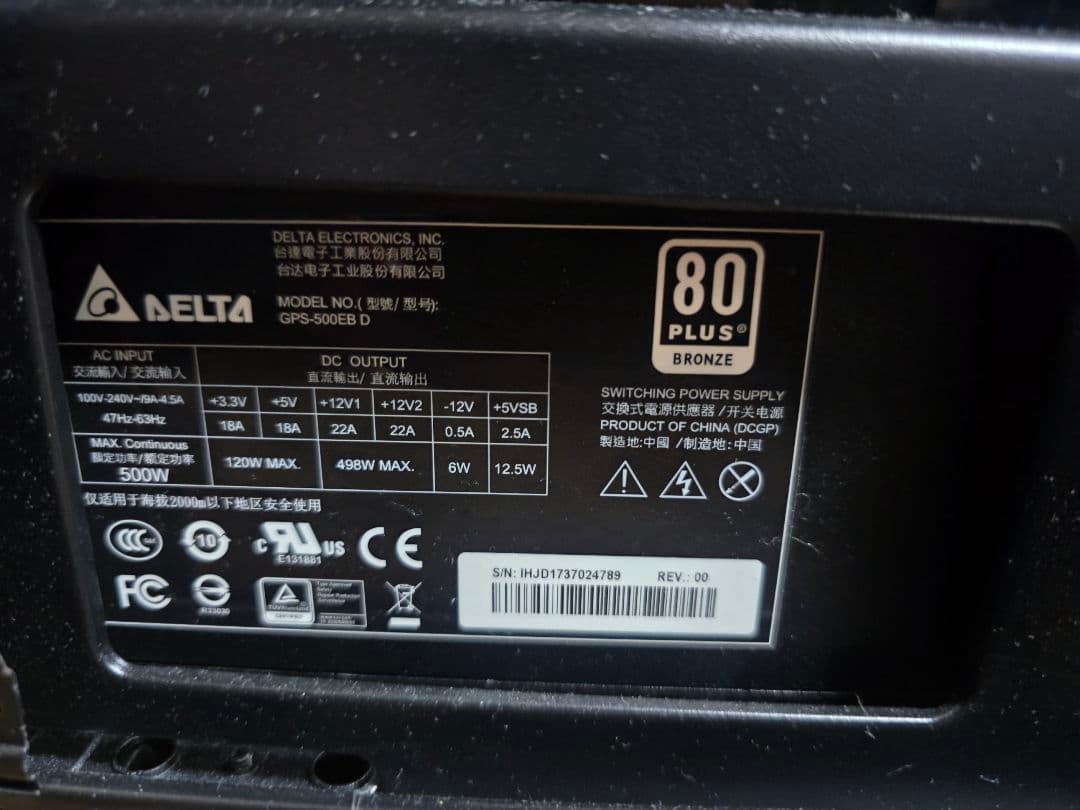 DELTA ELECTRONICS, INC.
台達電子工業股份有限公司
台达电子工业股份有限公司
DELTA
MODEL NO.( 型號/ 型号):
GPS-500EB D
80
PLUS®
BRONZE
AC INPUT
交流輸入/ 交流输入
DC OUTPUT
直流輸出/ 直流输出
100V-240V~/9A-4.5A
47Hz-63Hz
+3.3V +5V +12V1 +12V2 -12V +5VSB
18A 18A 22A 22A 0.5A 2.5A
MAX. Continuous
額定功率/额定功率
500W
120W MAX. 498W MAX. 6W 12.5W
SWITCHING POWER SUPPLY
交換式電源供應器 /开关电源
PRODUCT OF CHINA (DCGP)
製造地:中國 /制造地:中国
仅适用于海拔2000m以下地区安全使用
CCC
10
c RU US
E131881
CE
FC
R33030
TÜVRheinland
CERTIFIED
S/N: IHJD1737024789 REV.: 00